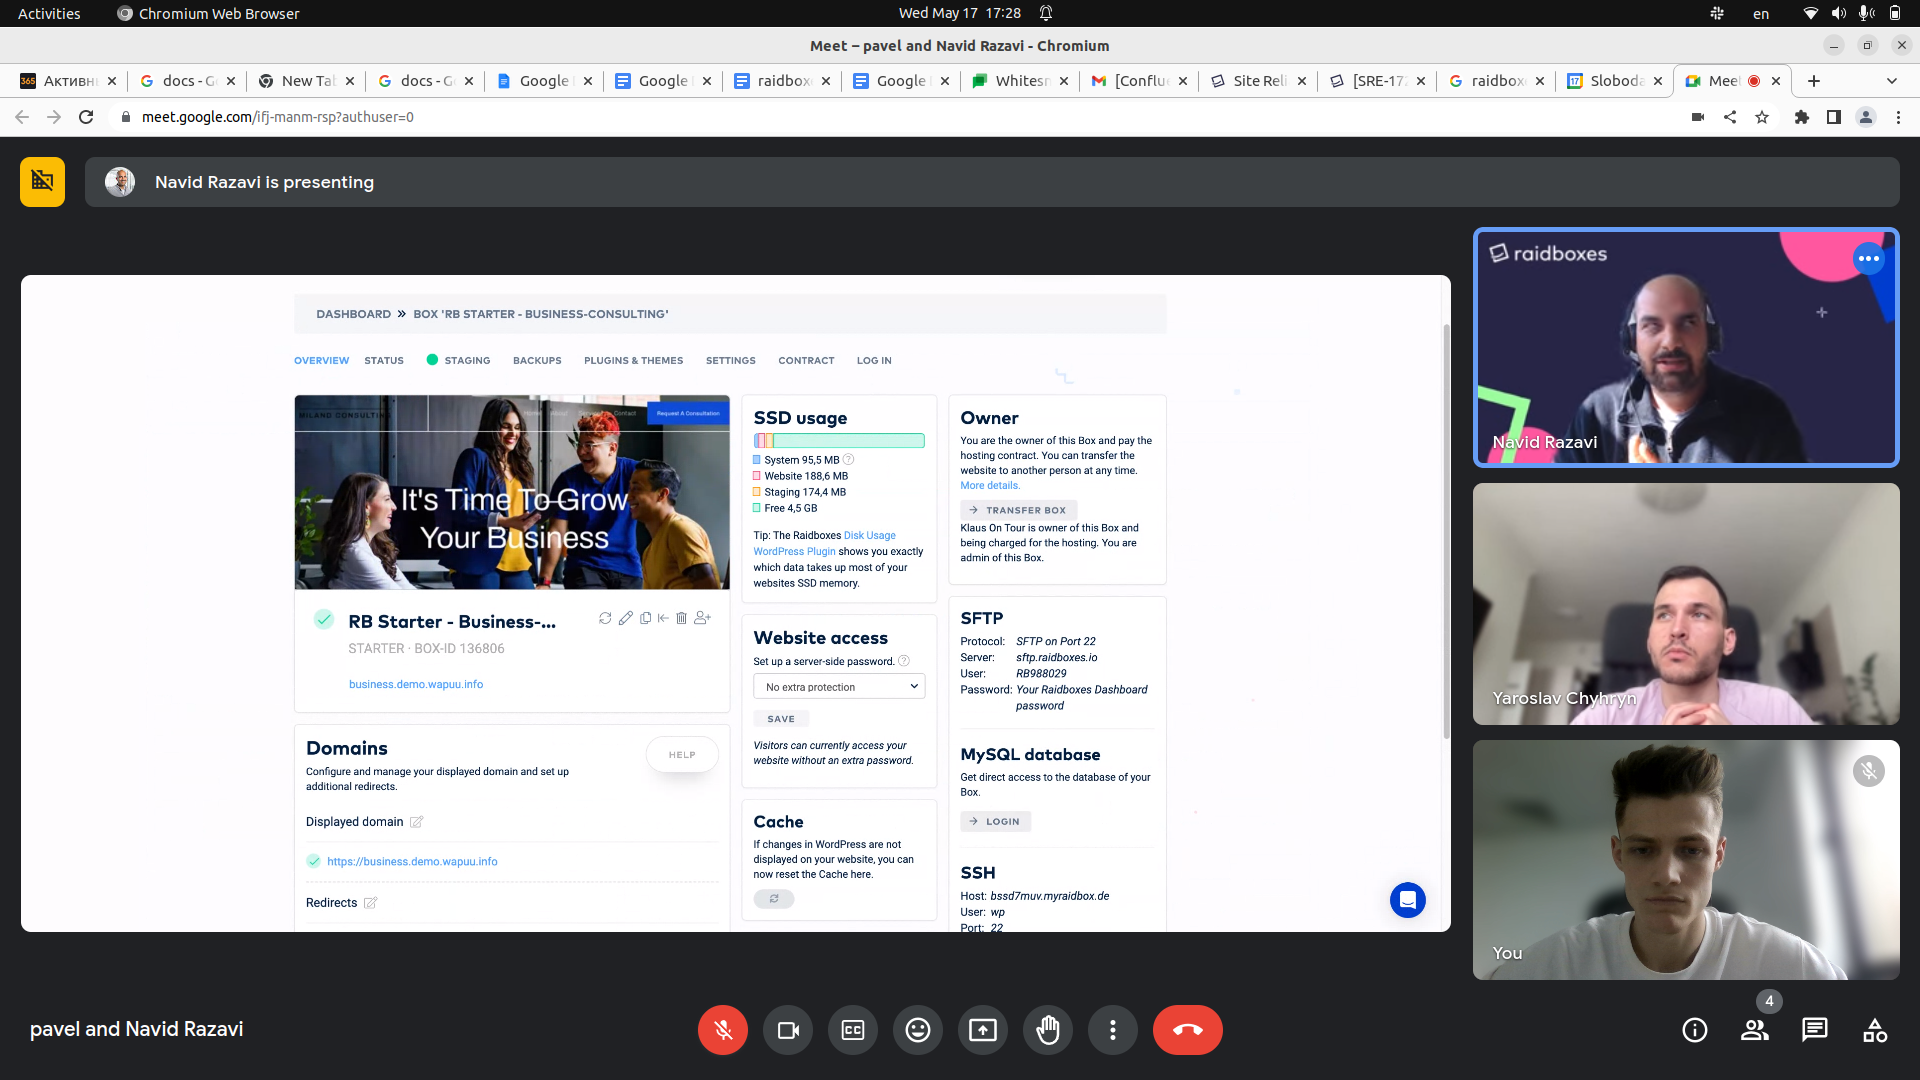 Activities
Chromium Web Browser
Wed May 17 17:28
en
Meet – pavel and Navid Razavi - Chromium
365 Активн
docs - G
New Ta
docs - G
Google
Google
raidbox
Google
Whitesn
[Conflue
Site Reli
[SRE-172
raidbox
17 Sloboda
Mee
meet.google.com/ifj-manm-rsp?authuser=0
Navid Razavi is presenting
raidboxes
Navid Razavi
Yaroslav Chyhryn
You
DASHBOARD » BOX 'RB STARTER - BUSINESS-CONSULTING'
OVERVIEW STATUS STAGING BACKUPS PLUGINS & THEMES SETTINGS CONTRACT LOG IN
MILAND CONSULTING
Home About Contact
Request A Consultation
It's Time To Grow
Your Business
RB Starter - Business-...
STARTER · BOX-ID 136806
business.demo.wapuu.info
Domains
HELP
Configure and manage your displayed domain and set up
additional redirects.
Displayed domain
https://business.demo.wapuu.info
Redirects
SSD usage
System 95,5 MB ?
Website 188,6 MB
Staging 174,4 MB
Free 4,5 GB
Tip: The Raidboxes Disk Usage
WordPress Plugin shows you exactly
which data takes up most of your
websites SSD memory.
Website access
Set up a server-side password. ?
No extra protection
SAVE
Visitors can currently access your
website without an extra password.
Cache
If changes in WordPress are not
displayed on your website, you can
now reset the Cache here.
Owner
You are the owner of this Box and pay the
hosting contract. You can transfer the
website to another person at any time.
More details.
→ TRANSFER BOX
Klaus On Tour is owner of this Box and
being charged for the hosting. You are
admin of this Box.
SFTP
Protocol: SFTP on Port 22
Server: sftp.raidboxes.io
User: RB988029
Password: Your Raidboxes Dashboard
password
MySQL database
Get direct access to the database of your
Box.
→ LOGIN
SSH
Host: bssd7muv.myraidbox.de
User: wp
Port: 22
pavel and Navid Razavi
CC
4